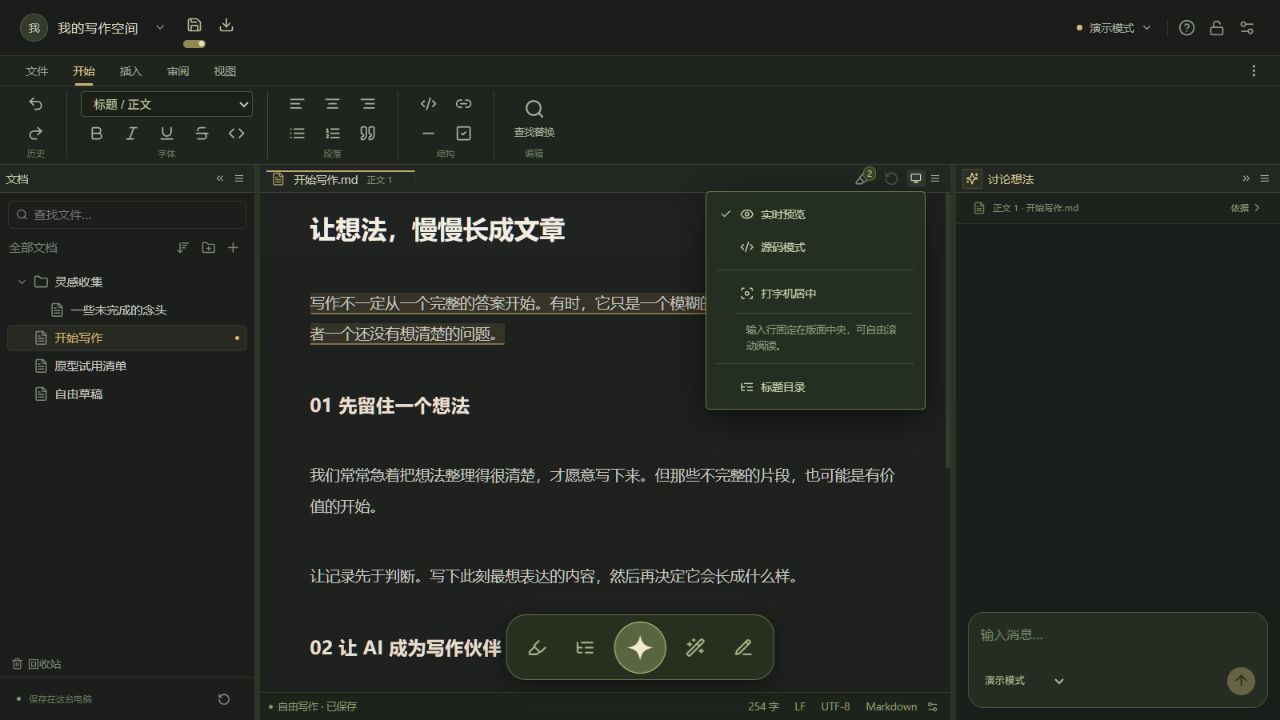 我 我的写作空间
演示模式
文件 开始 插入 审阅 视图
标题 / 正文
历史 字体 段落 结构 查找替换 编辑
文档
查找文件...
全部文档
灵感收集
一些未完成的念头
开始写作
原型试用清单
自由草稿
回收站
保存在这台电脑
开始写作.md 正文 1
2
让想法，慢慢长成文章
写作不一定从一个完整的答案开始。有时，它只是一个模糊的
者一个还没有想清楚的问题。
01 先留住一个想法
我们常常急着把想法整理得很清楚，才愿意写下来。但那些不完整的片段，也可能是有价
值的开始。
让记录先于判断。写下此刻最想表达的内容，然后再决定它会长成什么样。
02 让 AI 成为写作伙伴
实时预览
源码模式
打字机居中
输入行固定在版面中央，可自由滚
动阅读。
标题目录
自由写作 · 已保存
254 字 LF UTF-8 Markdown
讨论想法
正文 1 · 开始写作.md 依据
输入消息...
演示模式